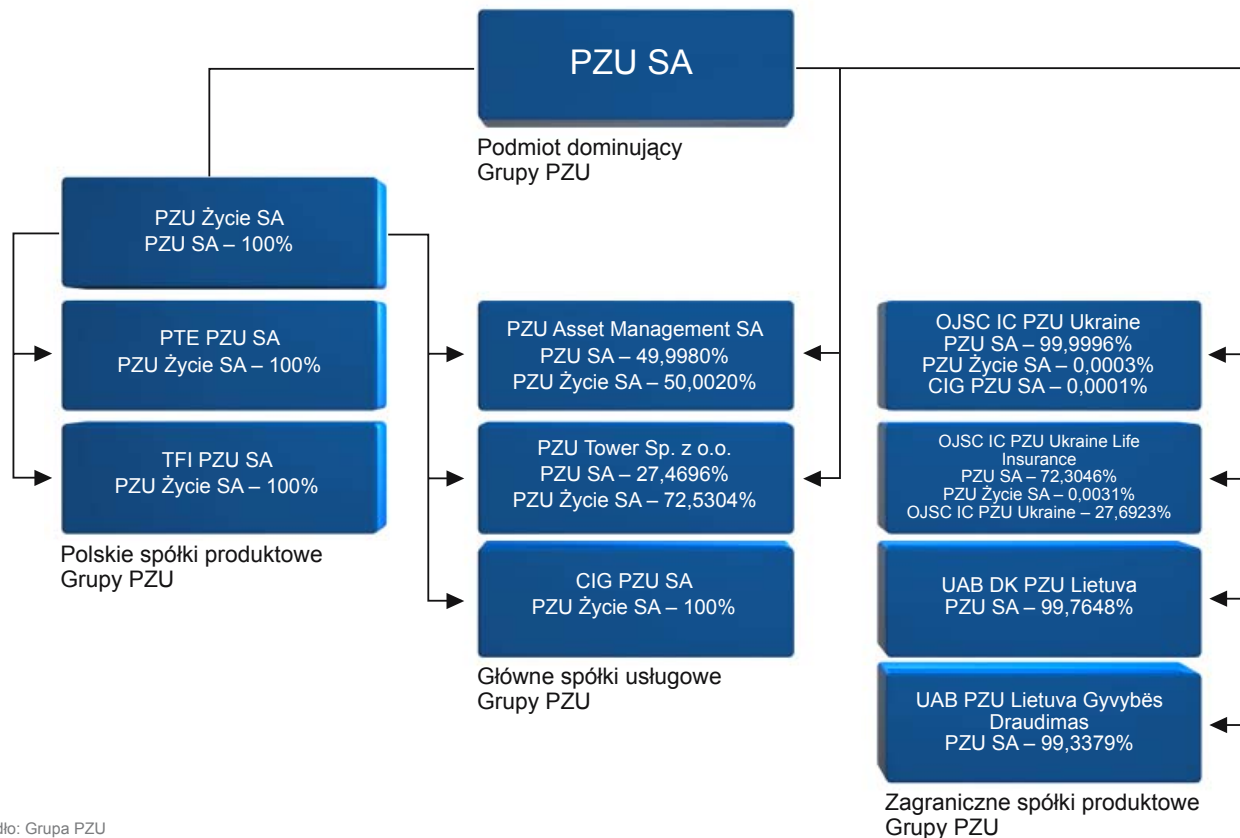 PZU SA
Podmiot dominujący
Grupy PZU
PZU Życie SA
PZU SA – 100%
PTE PZU SA
PZU Życie SA – 100%
TFI PZU SA
PZU Życie SA – 100%
Polskie spółki produktowe
Grupy PZU
PZU Asset Management SA
PZU SA – 49,9980%
PZU Życie SA – 50,0020%
PZU Tower Sp. z o.o.
PZU SA – 27,4696%
PZU Życie SA – 72,5304%
CIG PZU SA
PZU Życie SA – 100%
Główne spółki usługowe
Grupy PZU
OJSC IC PZU Ukraine
PZU SA – 99,9996%
PZU Życie SA – 0,0003%
CIG PZU SA – 0,0001%
OJSC IC PZU Ukraine Life
Insurance
PZU SA – 72,3046%
PZU Życie SA – 0,0031%
OJSC IC PZU Ukraine – 27,6923%
UAB DK PZU Lietuva
PZU SA – 99,7648%
UAB PZU Lietuva Gyvybës
Draudimas
PZU SA – 99,3379%
Zagraniczne spółki produktowe
Grupy PZU
dło: Grupa PZU